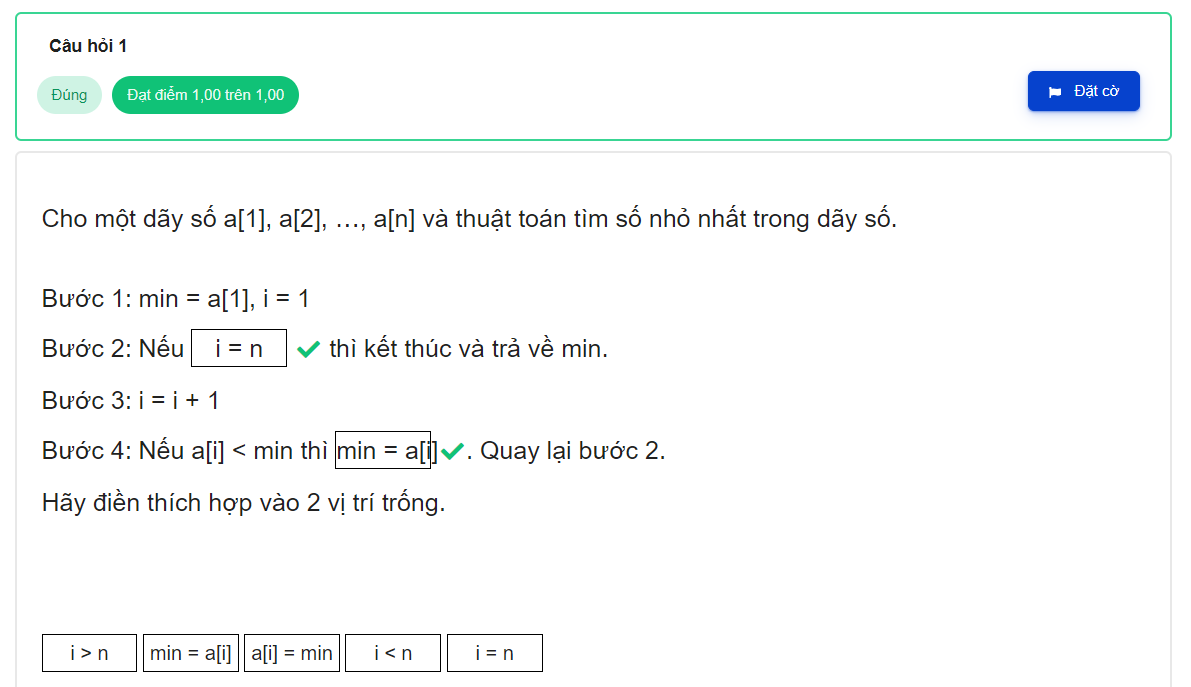 Câu hỏi 1
Đúng
Đạt điểm 1,00 trên 1,00
Đặt cờ
Cho một dãy số a[1], a[2], …, a[n] và thuật toán tìm số nhỏ nhất trong dãy số.
Bước 1: min = a[1], i = 1
Bước 2: Nếu i = n thì kết thúc và trả về min.
Bước 3: i = i + 1
Bước 4: Nếu a[i] < min thì min = a[i]. Quay lại bước 2.
Hãy điền thích hợp vào 2 vị trí trống.
i > n min = a[i] a[i] = min i < n i = n